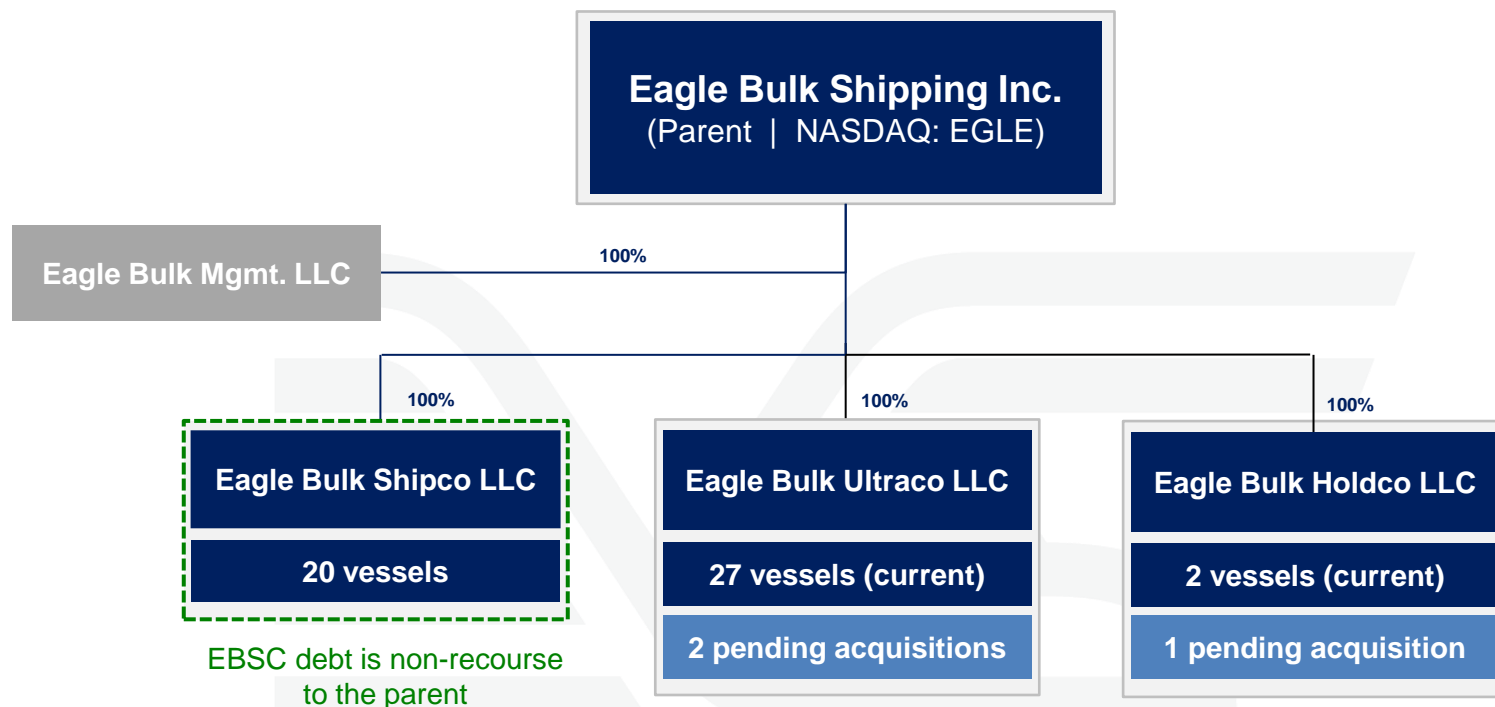 Eagle Bulk Shipping Inc.
(Parent | NASDAQ: EGLE)
100%
Eagle Bulk Mgmt. LLC
100%
100%
100%
Eagle Bulk Shipco LLC
20 vessels
EBSC debt is non-recourse
to the parent
Eagle Bulk Ultraco LLC
27 vessels (current)
2 pending acquisitions
Eagle Bulk Holdco LLC
2 vessels (current)
1 pending acquisition